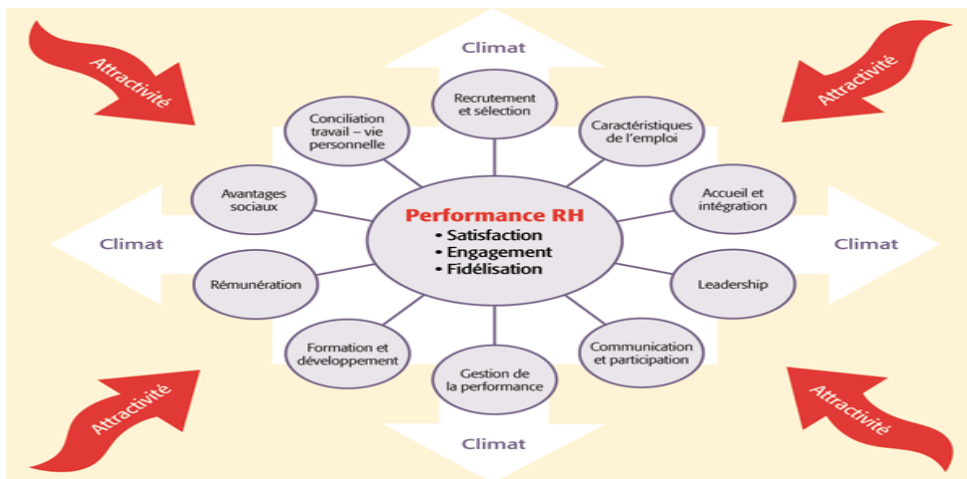 Climat
Attractivité
Attractivité
Recrutement
et sélection
Conciliation
travail – vie
personnelle
Caractéristiques
de l'emploi
Avantages
sociaux
Accueil et
intégration
Performance RH
• Satisfaction
• Engagement
• Fidélisation
Climat
Climat
Rémunération
Leadership
Formation et
développement
Communication
et participation
Gestion de
la performance
Attractivité
Attractivité
Climat